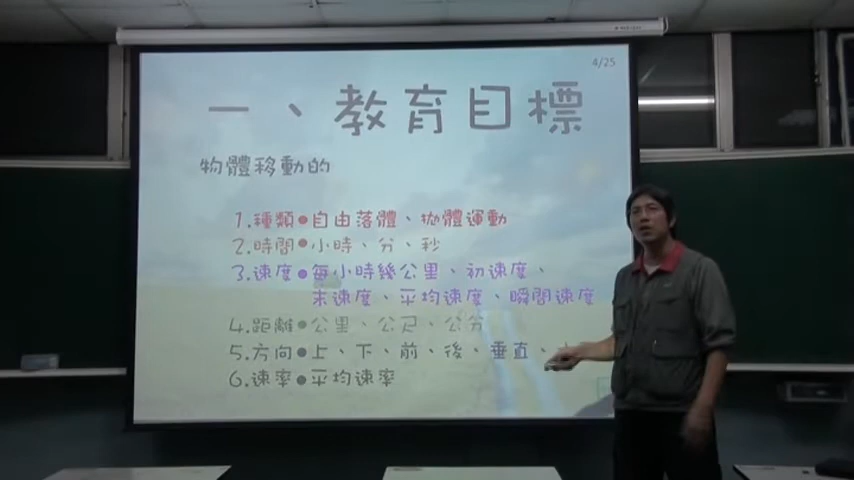 4/25
一、教育目標
物體移動的
1.種類●自由落體、拋體運動
2.時間●小時、分、秒
3.速度●每小時幾公里、初速度、
末速度、平均速度、瞬間速度
4.距離●公里、公尺、公分
5.方向●上、下、前、後、垂直、
6.速率●平均速率